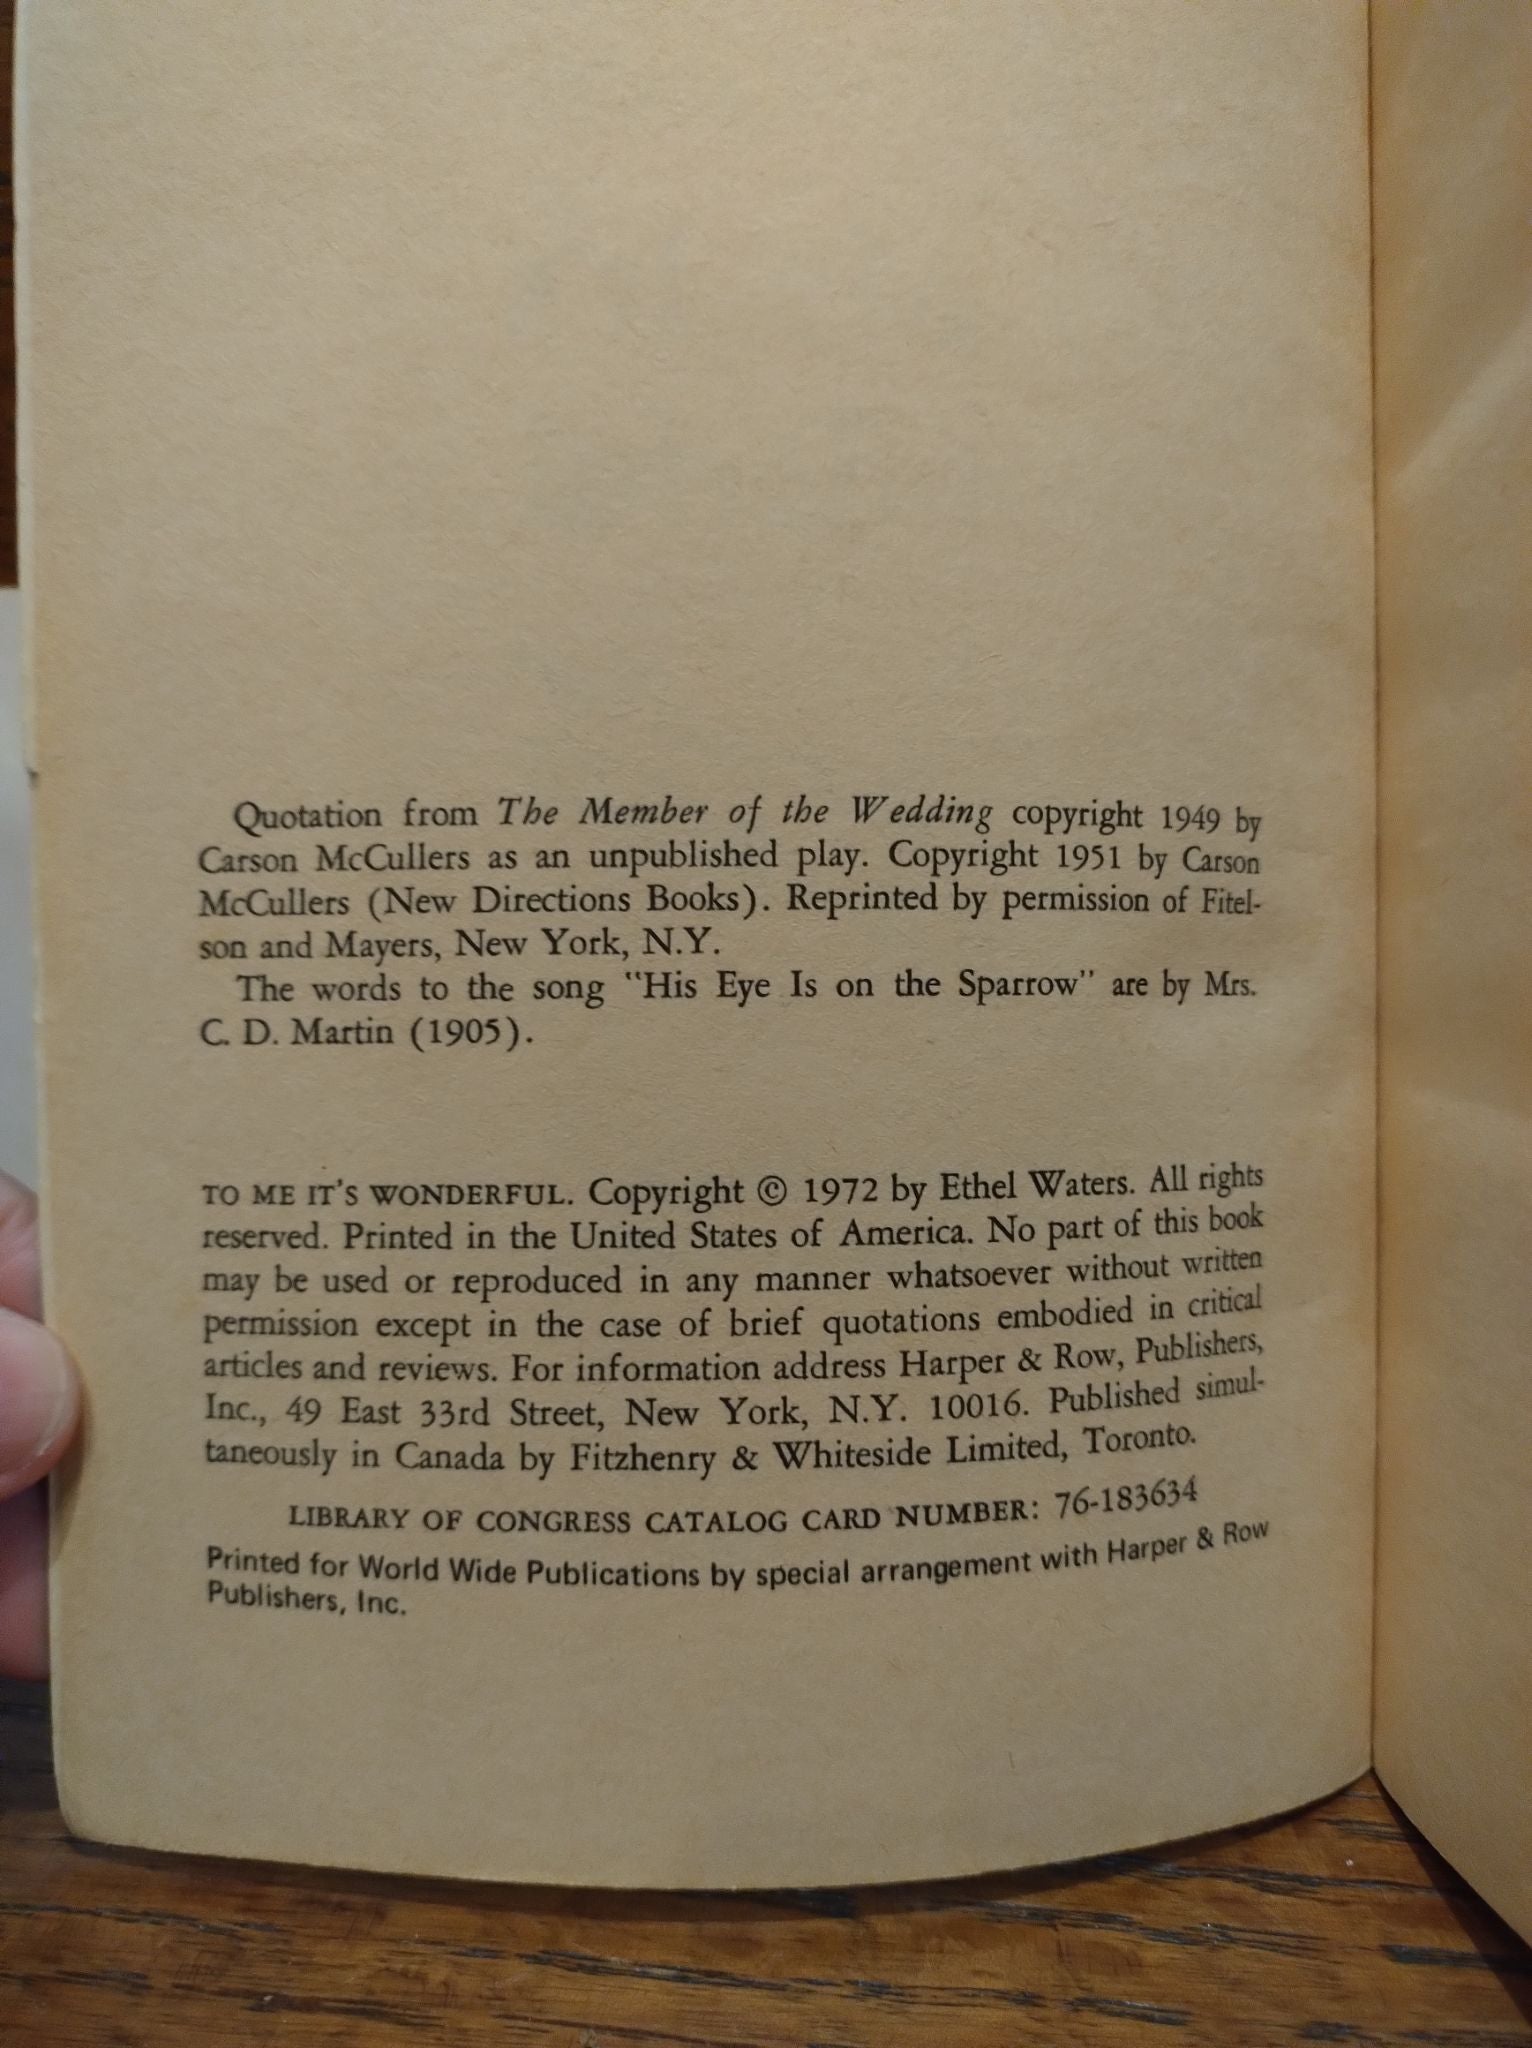 Quotation from The Member of the Wedding copyright 1949 by
Carson McCullers as an unpublished play. Copyright 1951 by Carson
McCullers (New Directions Books). Reprinted by permission of Fitel-
son and Mayers, New York, N.Y.
The words to the song "His Eye Is on the Sparrow" are by Mrs.
C. D. Martin (1905).
TO ME IT'S WONDERFUL. Copyright © 1972 by Ethel Waters. All rights
reserved. Printed in the United States of America. No part of this book
may be used or reproduced in any manner whatsoever without written
permission except in the case of brief quotations embodied in critical
articles and reviews. For information address Harper & Row, Publishers,
Inc., 49 East 33rd Street, New York, N.Y. 10016. Published simul-
taneously in Canada by Fitzhenry & Whiteside Limited, Toronto.
LIBRARY OF CONGRESS CATALOG CARD NUMBER: 76-183634
Printed for World Wide Publications by special arrangement with Harper & Row
Publishers, Inc.